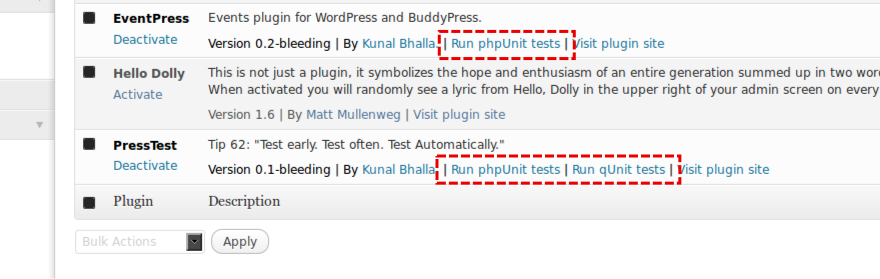 EventPress Events plugin for WordPress and BuddyPress.
Deactivate Version 0.2-bleeding | By Kunal Bhalla | Run phpUnit tests | Visit plugin site
Hello Dolly This is not just a plugin, it symbolizes the hope and enthusiasm of an entire generation summed up in two
Activate When activated you will randomly see a lyric from Hello, Dolly in the upper right of your admin screen on every
Version 1.6 | By Matt Mullenweg | Visit plugin site
PressTest Tip 62: "Test early. Test often. Test Automatically."
Deactivate Version 0.1-bleeding | By Kunal Bhalla | Run phpUnit tests | Run qUnit tests | Visit plugin site
Plugin Description
Bulk Actions Apply